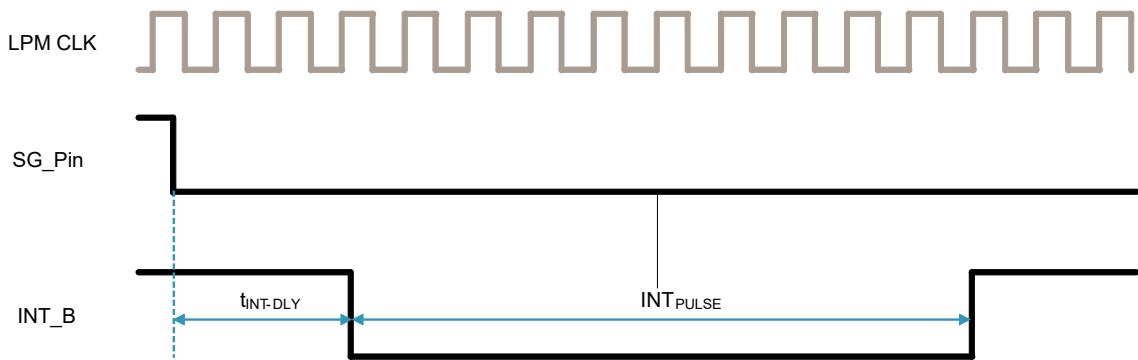 LPM CLK
SG_Pin
tINT-DLY
INTPULSE
INT_B